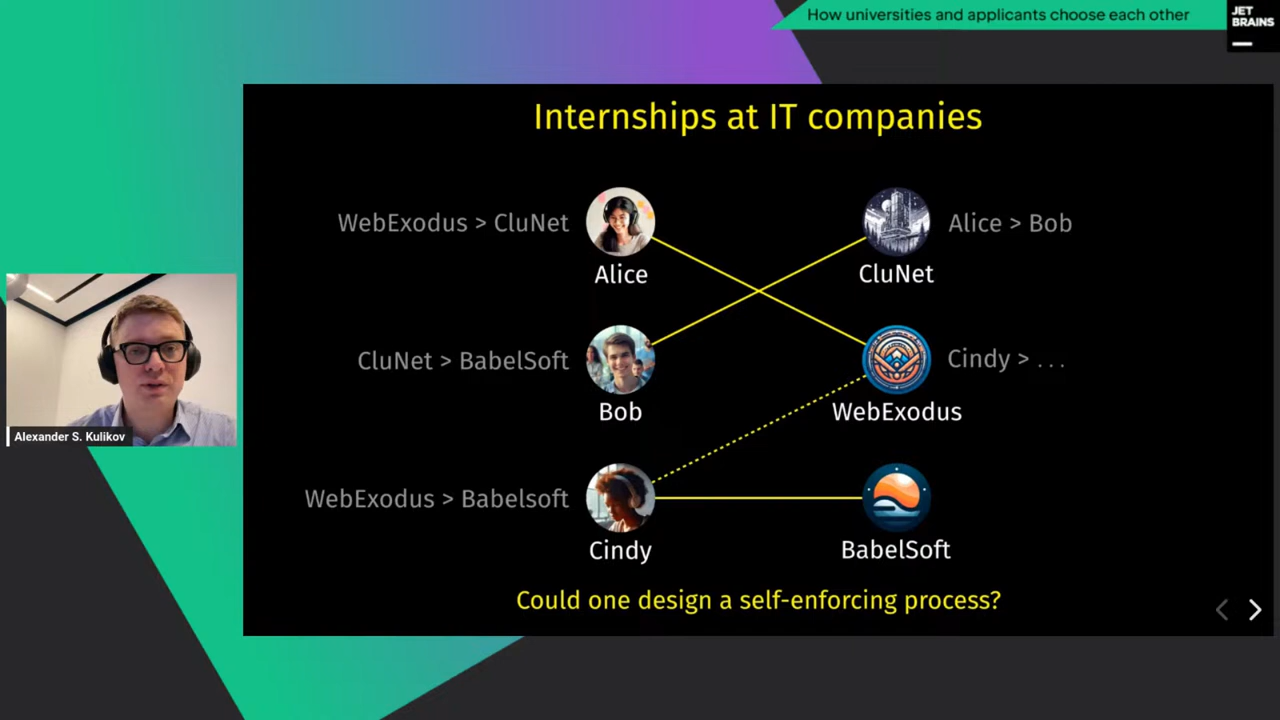 How universities and applicants choose each other
JET
BRAINS
Internships at IT companies
WebExodus > CluNet
Alice > Bob
Alice
CluNet
CluNet > BabelSoft
Cindy > . . .
Bob
WebExodus
Alexander S. Kulikov
WebExodus > Babelsoft
Cindy
BabelSoft
Could one design a self-enforcing process?